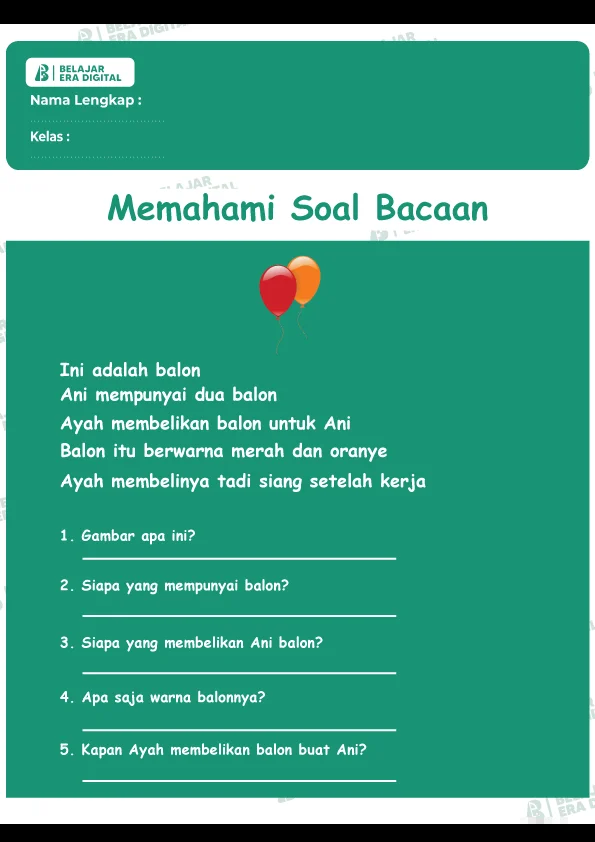 BELAJAR
ERA DIGITAL
Nama Lengkap :
Kelas :
Memahami Soal Bacaan
Ini adalah balon
Ani mempunyai dua balon
Ayah membelikan balon untuk Ani
Balon itu berwarna merah dan oranye
Ayah membelinya tadi siang setelah kerja
1. Gambar apa ini?
2. Siapa yang mempunyai balon?
3. Siapa yang membelikan Ani balon?
4. Apa saja warna balonnya?
5. Kapan Ayah membelikan balon buat Ani?